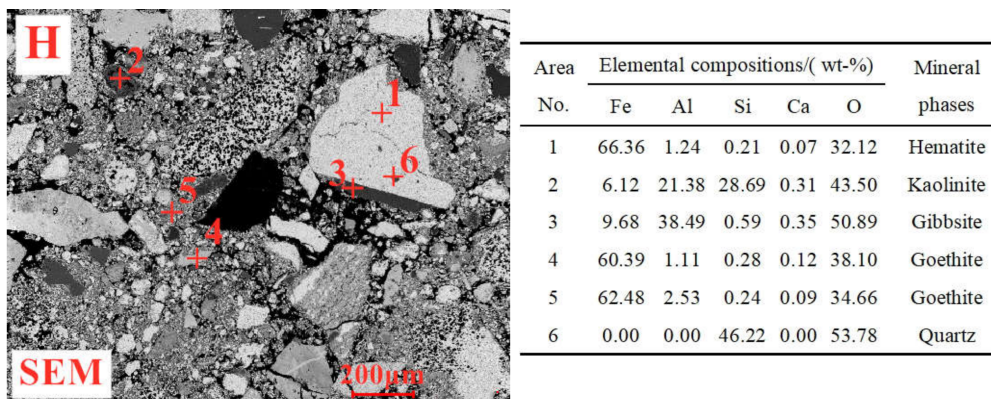 H
2
1
6
3
5
4
SEM
200μm
Area No. Elemental compositions/( wt-%) Mineral phases
Fe Al Si Ca O
1 66.36 1.24 0.21 0.07 32.12 Hematite
2 6.12 21.38 28.69 0.31 43.50 Kaolinite
3 9.68 38.49 0.59 0.35 50.89 Gibbsite
4 60.39 1.11 0.28 0.12 38.10 Goethite
5 62.48 2.53 0.24 0.09 34.66 Goethite
6 0.00 0.00 46.22 0.00 53.78 Quartz